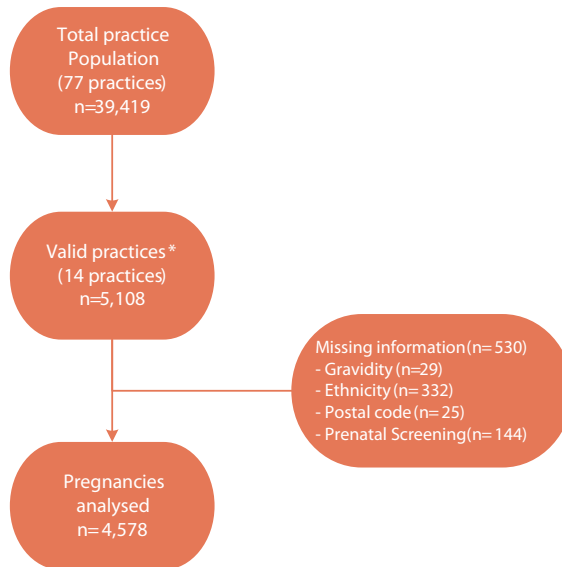 Total practice
Population
(77 practices)
n=39,419
Valid practices*
(14 practices)
n=5,108
Missing information (n= 530)
- Gravidity (n=29)
- Ethnicity (n= 332)
- Postal code (n= 25)
- Prenatal Screening(n= 144)
Pregnancies
analysed
n= 4,578